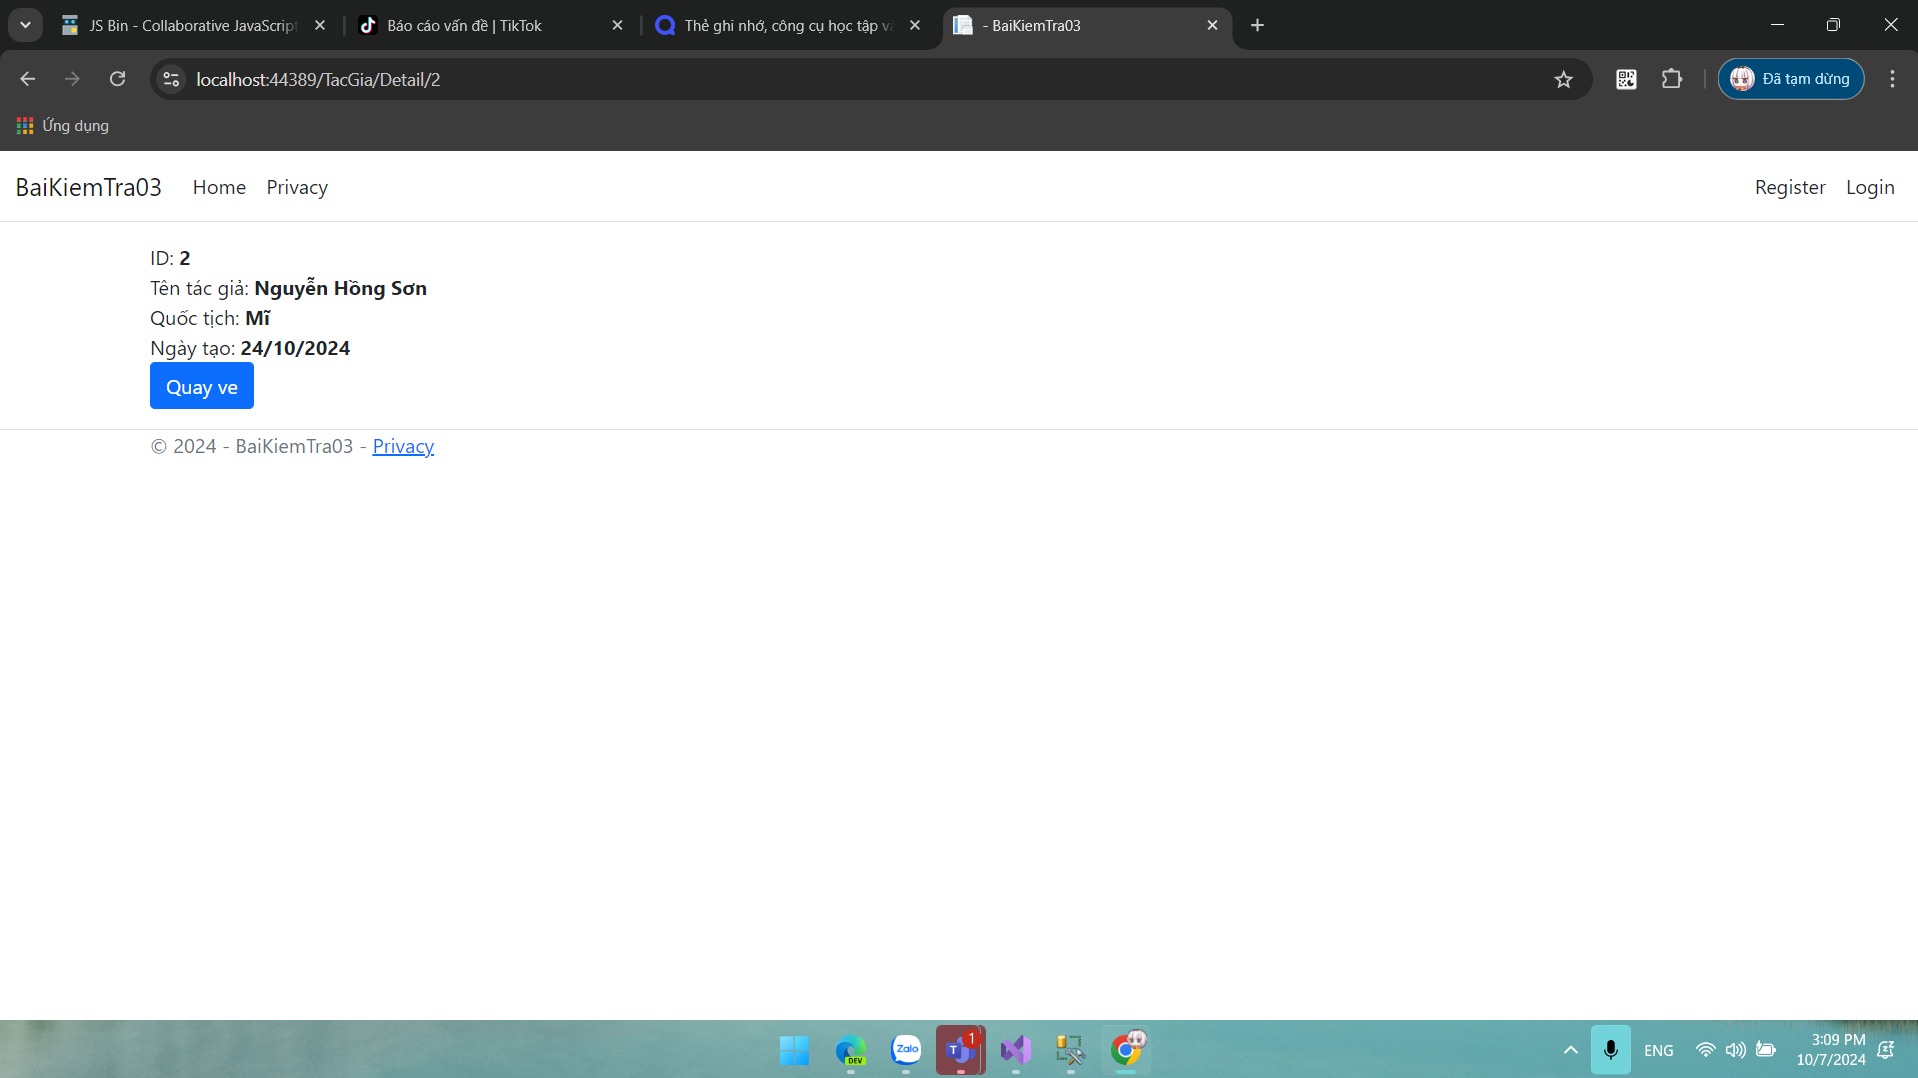 JS Bin - Collaborative JavaScript
Báo cáo vấn đề | TikTok
Thẻ ghi nhớ, công cụ học tập và
- BaiKiemTra03
localhost:44389/TacGia/Detail/2
Đã tạm dừng
Ứng dụng
BaiKiemTra03 Home Privacy Register Login
ID: 2
Tên tác giả: Nguyễn Hồng Sơn
Quốc tịch: Mĩ
Ngày tạo: 24/10/2024
Quay ve
© 2024 - BaiKiemTra03 - Privacy
DEV
Zalo
T
1
ENG
3:09 PM
10/7/2024